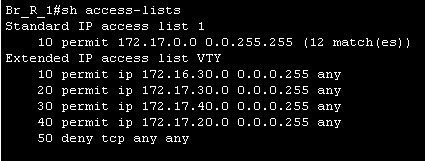 Br_R_1#sh access-lists
Standard IP access list 1
    10 permit 172.17.0.0 0.0.255.255 (12 match(es))
Extended IP access list VTY
    10 permit ip 172.16.30.0 0.0.0.255 any
    20 permit ip 172.17.30.0 0.0.0.255 any
    30 permit ip 172.17.40.0 0.0.0.255 any
    40 permit ip 172.17.20.0 0.0.0.255 any
    50 deny tcp any any